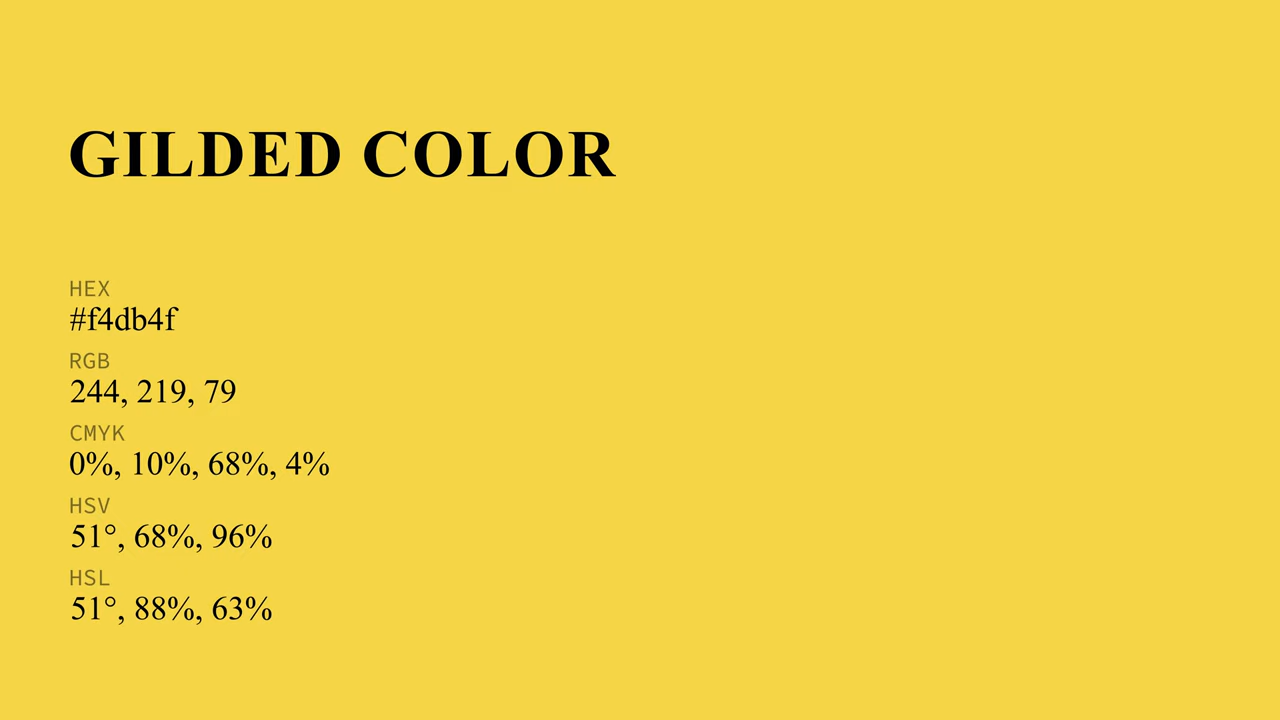 GILDED COLOR
HEX
#f4db4f
RGB
244, 219, 79
CMYK
0%, 10%, 68%, 4%
HSV
51°, 68%, 96%
HSL
51°, 88%, 63%